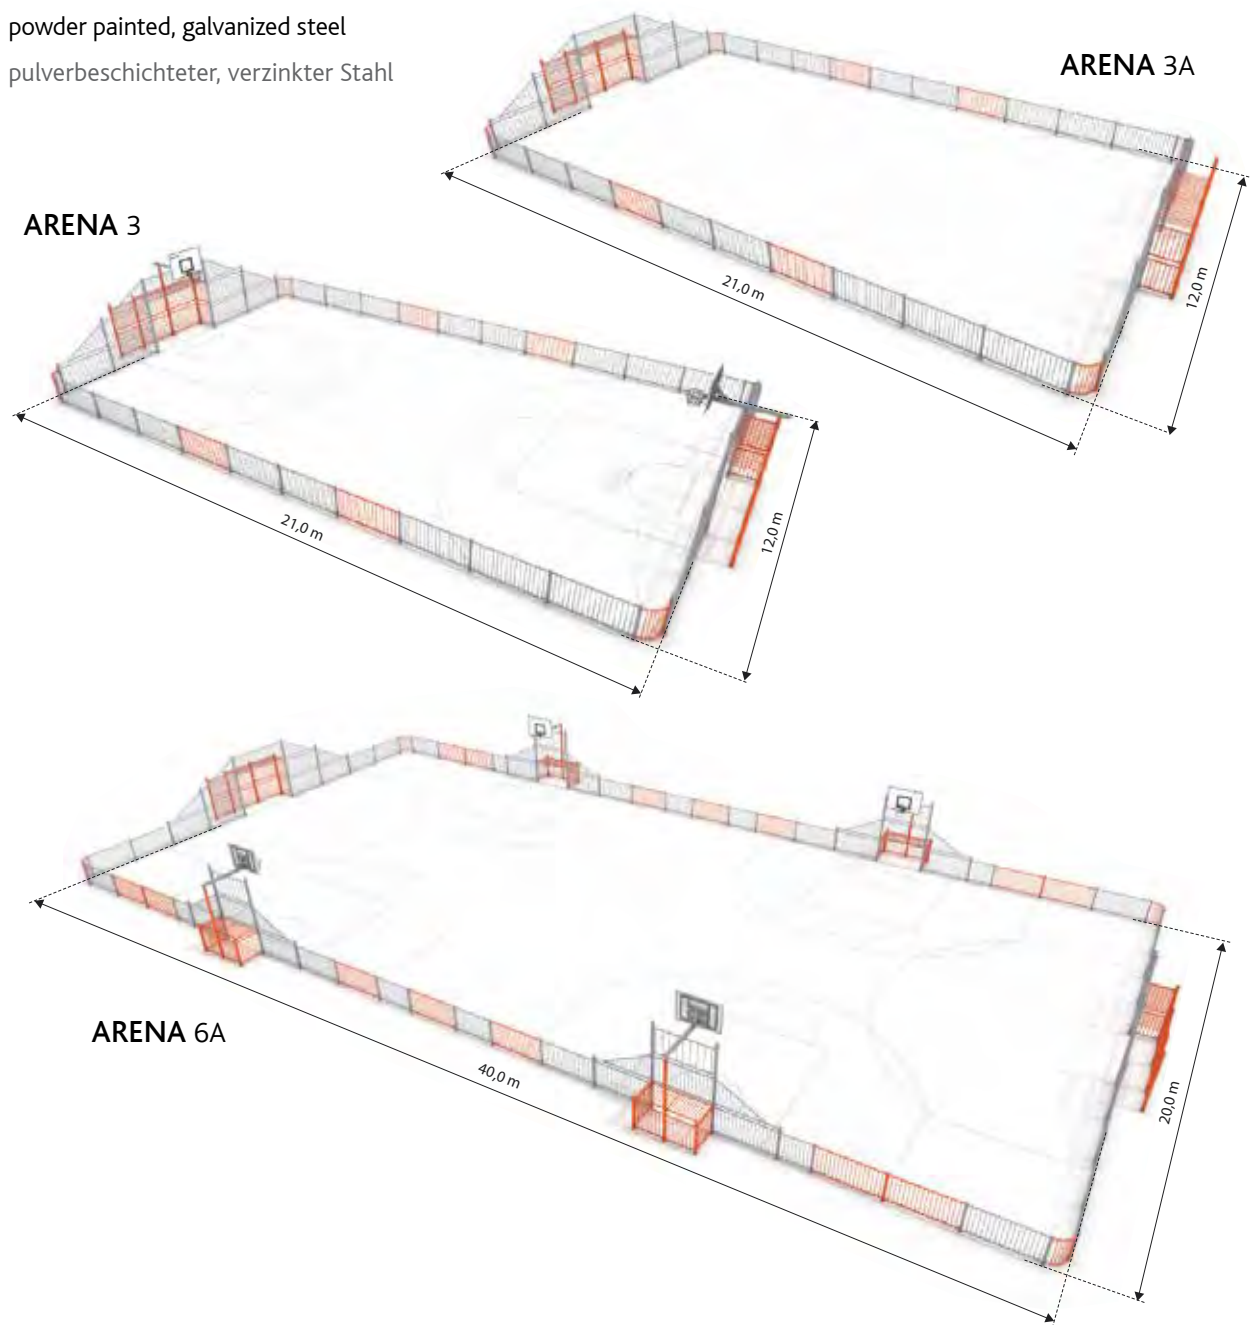 powder painted, galvanized steel
pulverbeschichteter, verzinkter Stahl
ARENA 3A
21,0 m
12,0 m
ARENA 3
21,0 m
12,0 m
ARENA 6A
40,0 m
20,0 m